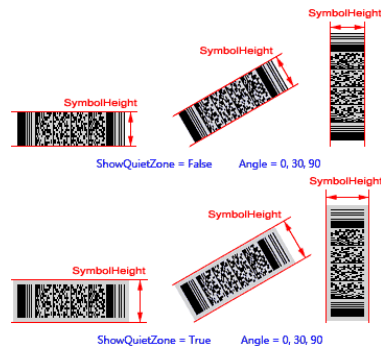 SymbolHeight
SymbolHeight
SymbolHeight
ShowQuietZone = False Angle = 0, 30, 90
SymbolHeight
SymbolHeight
SymbolHeight
ShowQuietZone = True Angle = 0, 30, 90